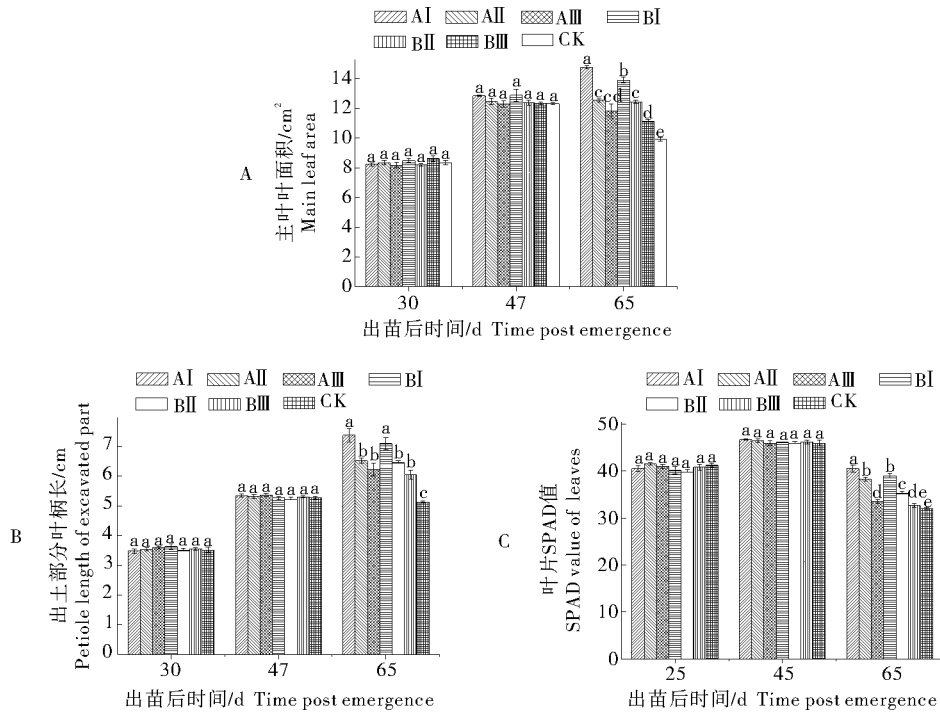 AⅠ AⅡ AⅢ BⅠ
BⅡ BⅢ CK
A
主叶叶面积/cm²
Main leaf area
14
12
10
8
6
4
2
0
a a a a a a a
a a a a a a a
a c cd b c d e
30 47 65
出苗后时间/d Time post emergence
AⅠ AⅡ AⅢ BⅠ
BⅡ BⅢ CK
B
出土部分叶柄长/cm
Petiole length of excavated part
7
6
5
4
3
2
1
0
a a a a a a a
a a a a a a a
a b b a b b c
30 47 65
出苗后时间/d Time post emergence
AⅠ AⅡ AⅢ BⅠ
BⅡ BⅢ CK
C
叶片SPAD值
SPAD value of leaves
50
40
30
20
10
0
a a a a a a a
a a a a a a a
a b d b c de e
25 45 65
出苗后时间/d Time post emergence